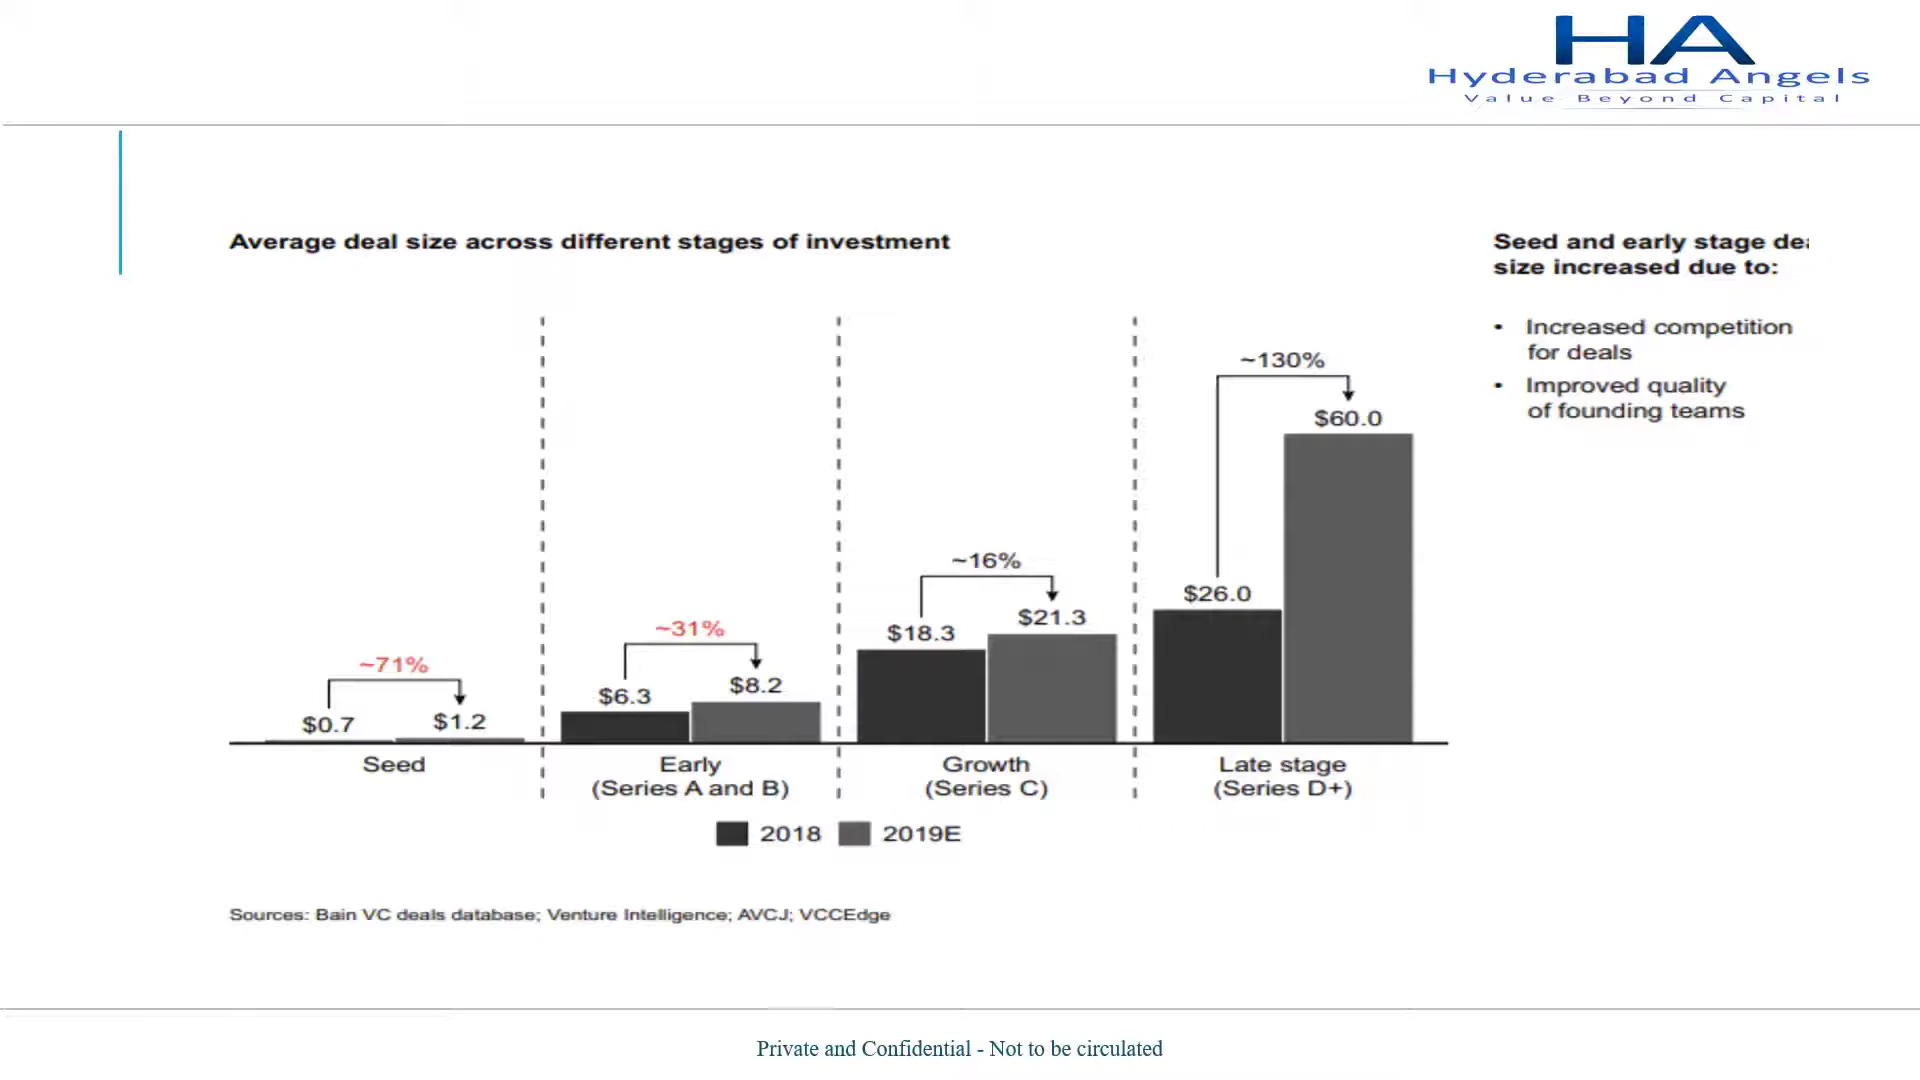 HA
Hyderabad Angels
Value Beyond Capital
Average deal size across different stages of investment
~71%
$0.7
$1.2
~31%
$6.3
$8.2
~16%
$18.3
$21.3
~130%
$26.0
$60.0
Seed
Early
(Series A and B)
Growth
(Series C)
Late stage
(Series D+)
2018
2019E
Sources: Bain VC deals database; Venture Intelligence; AVCJ; VCCEdge
Seed and early stage
size increased due to:
• Increased competition
for deals
• Improved quality
of founding teams
Private and Confidential - Not to be circulated